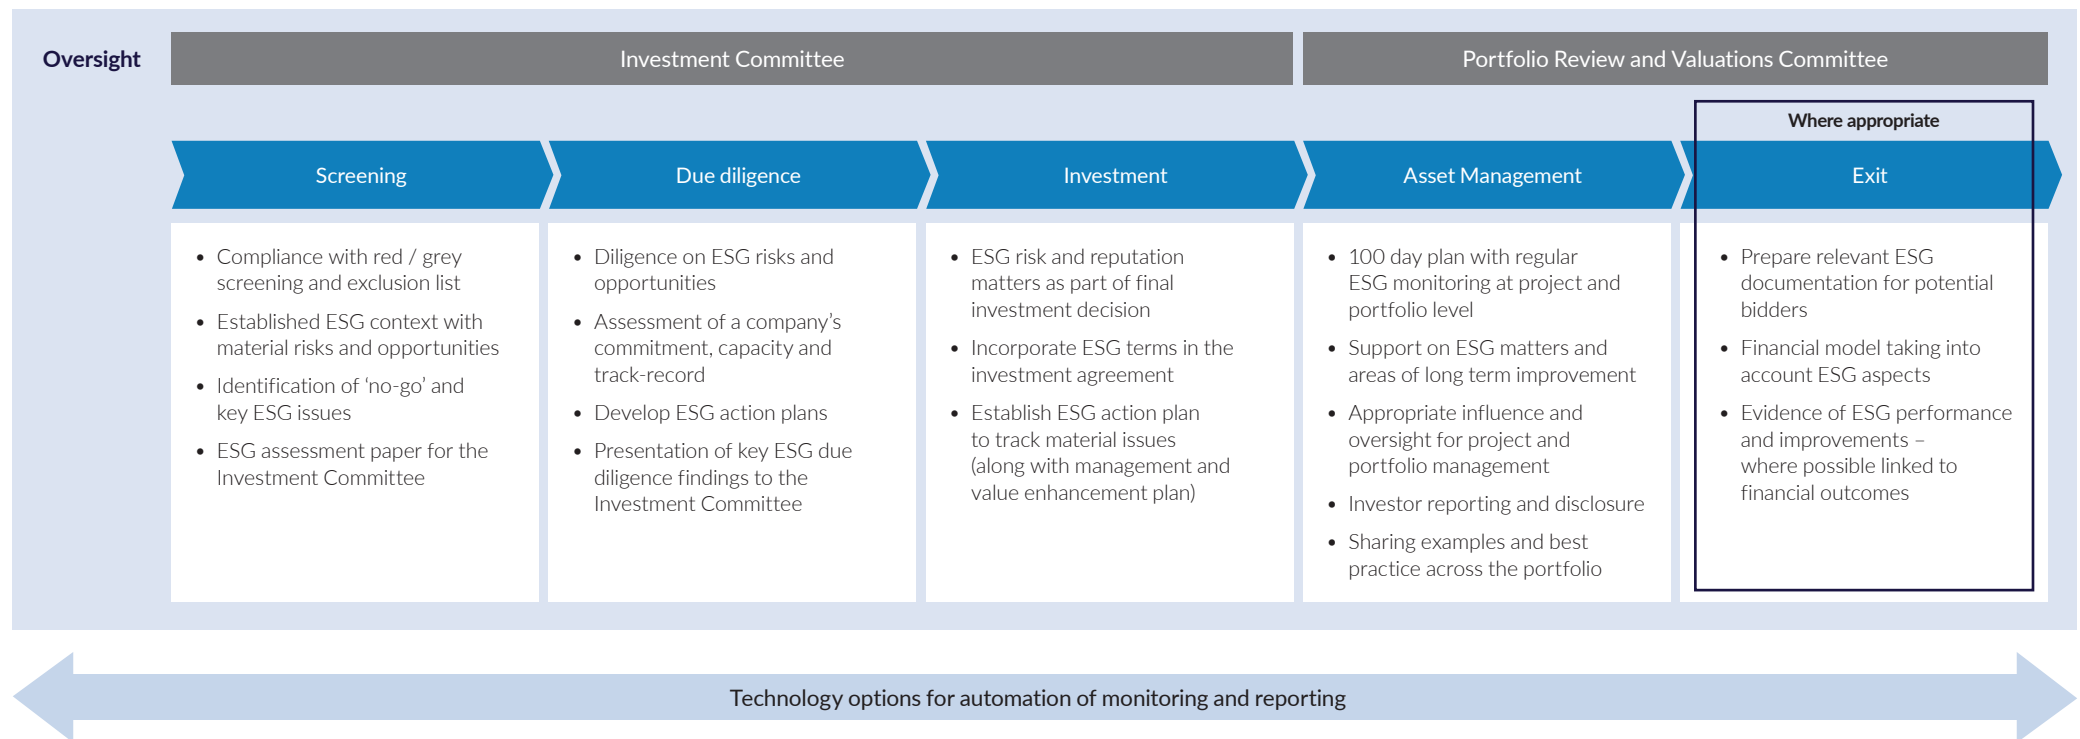 Oversight
Investment Committee
Portfolio Review and Valuations Committee
Where appropriate
Screening
Due diligence
Investment
Asset Management
Exit
• Compliance with red / grey
screening and exclusion list
• Established ESG context with
material risks and opportunities
• Identification of ‘no-go’ and
key ESG issues
• ESG assessment paper for the
Investment Committee
• Diligence on ESG risks and
opportunities
• Assessment of a company’s
commitment, capacity and
track-record
• Develop ESG action plans
• Presentation of key ESG due
diligence findings to the
Investment Committee
• ESG risk and reputation
matters as part of final
investment decision
• Incorporate ESG terms in the
investment agreement
• Establish ESG action plan
to track material issues
(along with management and
value enhancement plan)
• 100 day plan with regular
ESG monitoring at project and
portfolio level
• Support on ESG matters and
areas of long term improvement
• Appropriate influence and
oversight for project and
portfolio management
• Investor reporting and disclosure
• Sharing examples and best
practice across the portfolio
• Prepare relevant ESG
documentation for potential
bidders
• Financial model taking into
account ESG aspects
• Evidence of ESG performance
and improvements –
where possible linked to
financial outcomes
Technology options for automation of monitoring and reporting